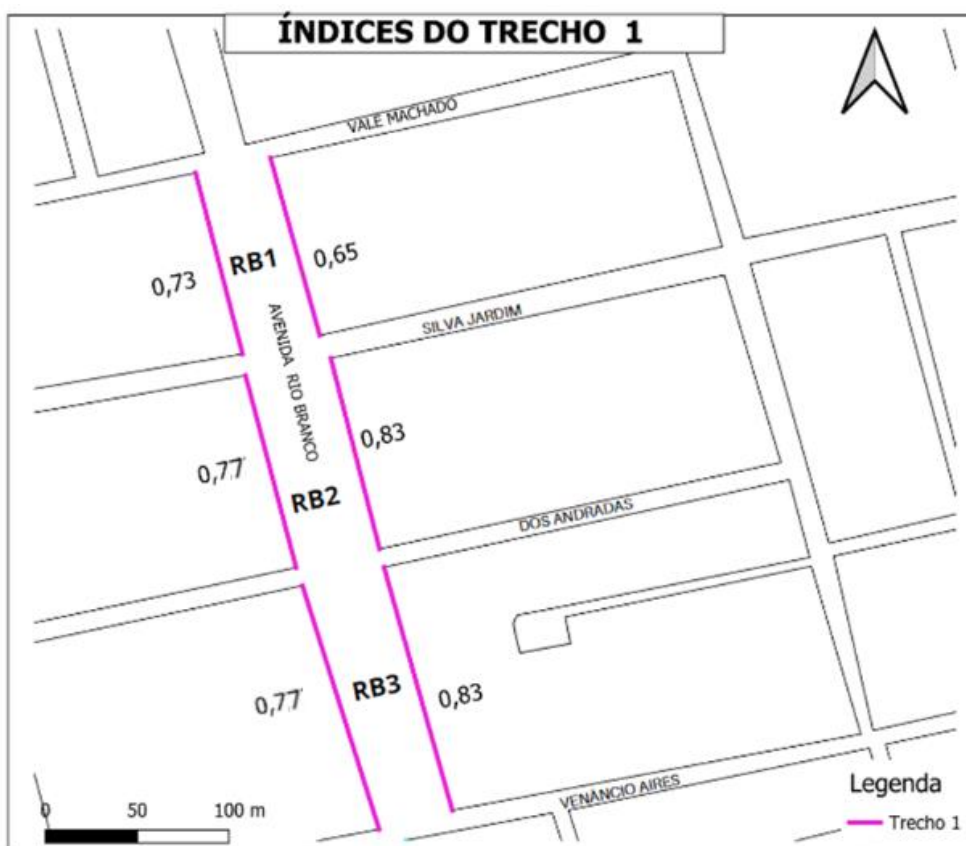 ÍNDICES DO TRECHO 1
VALE MACHADO
RB1
0,65
0,73
SILVA JARDIM
AVENIDA RIO BRANCO
0,83
0,77
RB2
DOS ANDRADAS
RB3
0,83
0,77
VENÂNCIO AIRES
Legenda
0 50 100 m
Trecho 1